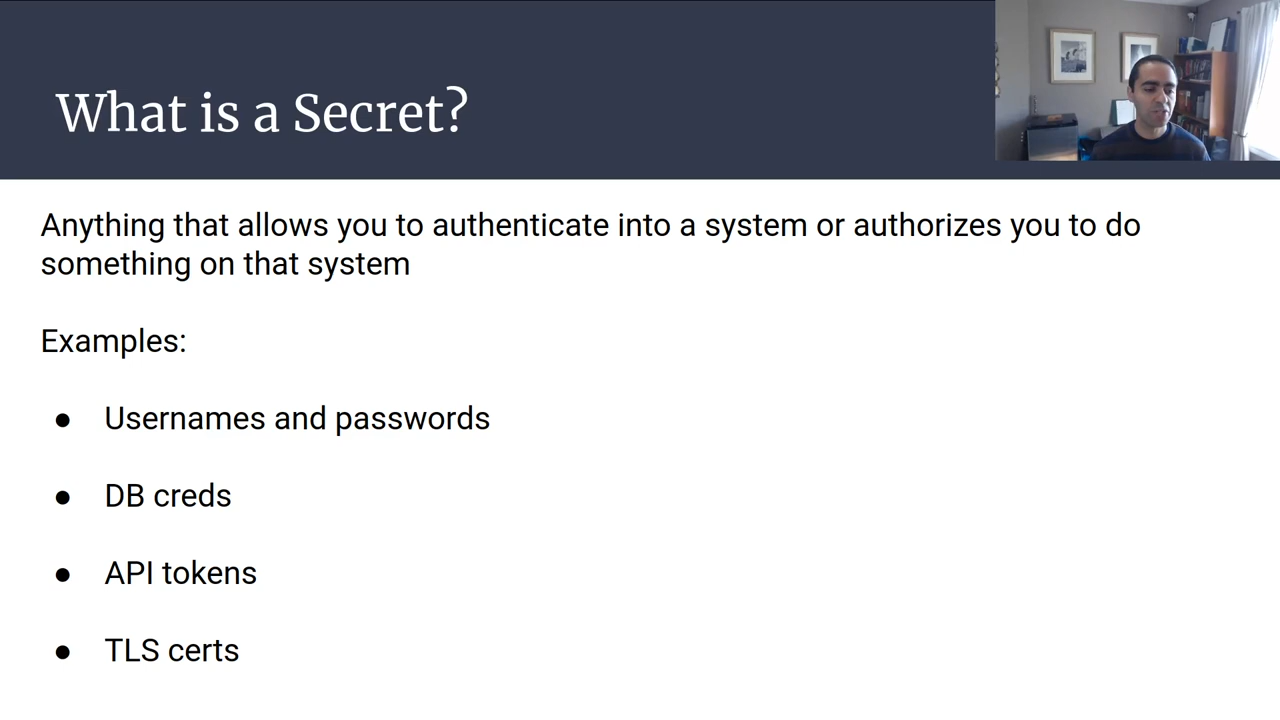 What is a Secret?
Anything that allows you to authenticate into a system or authorizes you to do
something on that system
Examples:
● Usernames and passwords
● DB creds
● API tokens
● TLS certs